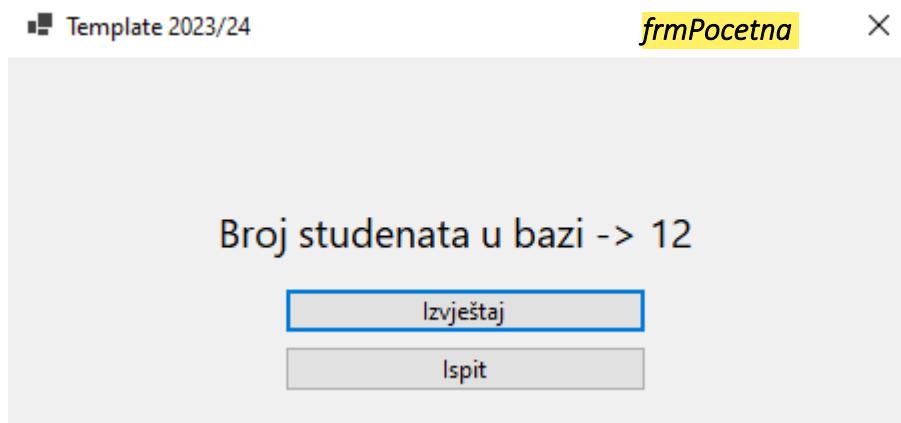 Template 2023/24
frmPocetna
Broj studenata u bazi -> 12
Izvještaj
Ispit